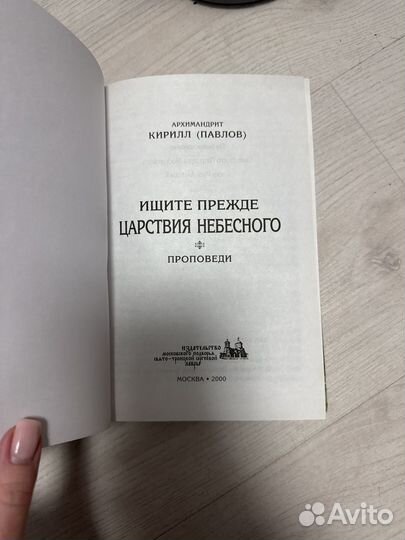 АРХИМАНДРИТ
КИРИЛЛ (ПАВЛОВ)
ИЩИТЕ ПРЕЖДЕ
ЦАРСТВИЯ НЕБЕСНОГО
ПРОПОВЕДИ
ИЗДАТЕЛЬСТВО
МОСКОВСКОГО ПОДВОРЬЯ
СВЯТО-ТРОИЦКОЙ СЕРГИЕВОЙ
ЛАВРЫ
МОСКВА • 2000
Avito